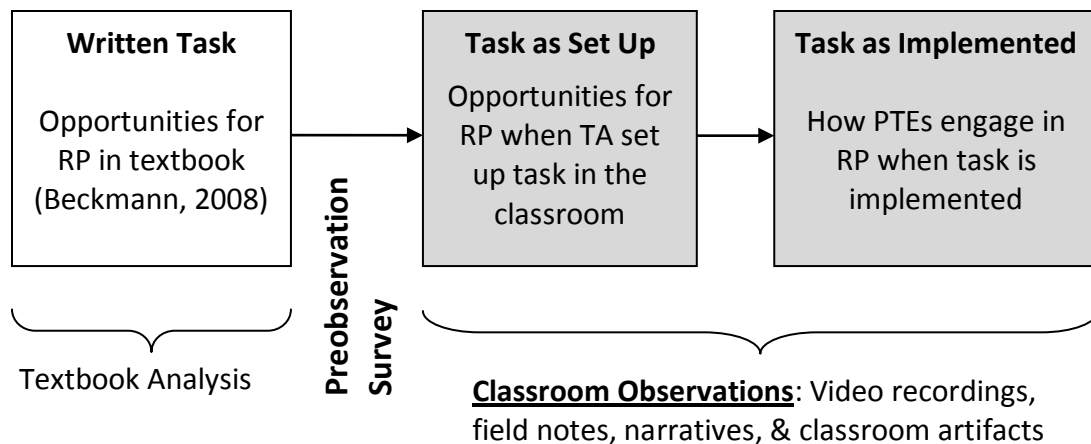 Written Task
Opportunities for
RP in textbook
(Beckmann, 2008)
Task as Set Up
Opportunities for
RP when TA set
up task in the
classroom
Task as Implemented
How PTEs engage in
RP when task is
implemented
Preobservation
Survey
Textbook Analysis
Classroom Observations: Video recordings,
field notes, narratives, & classroom artifacts